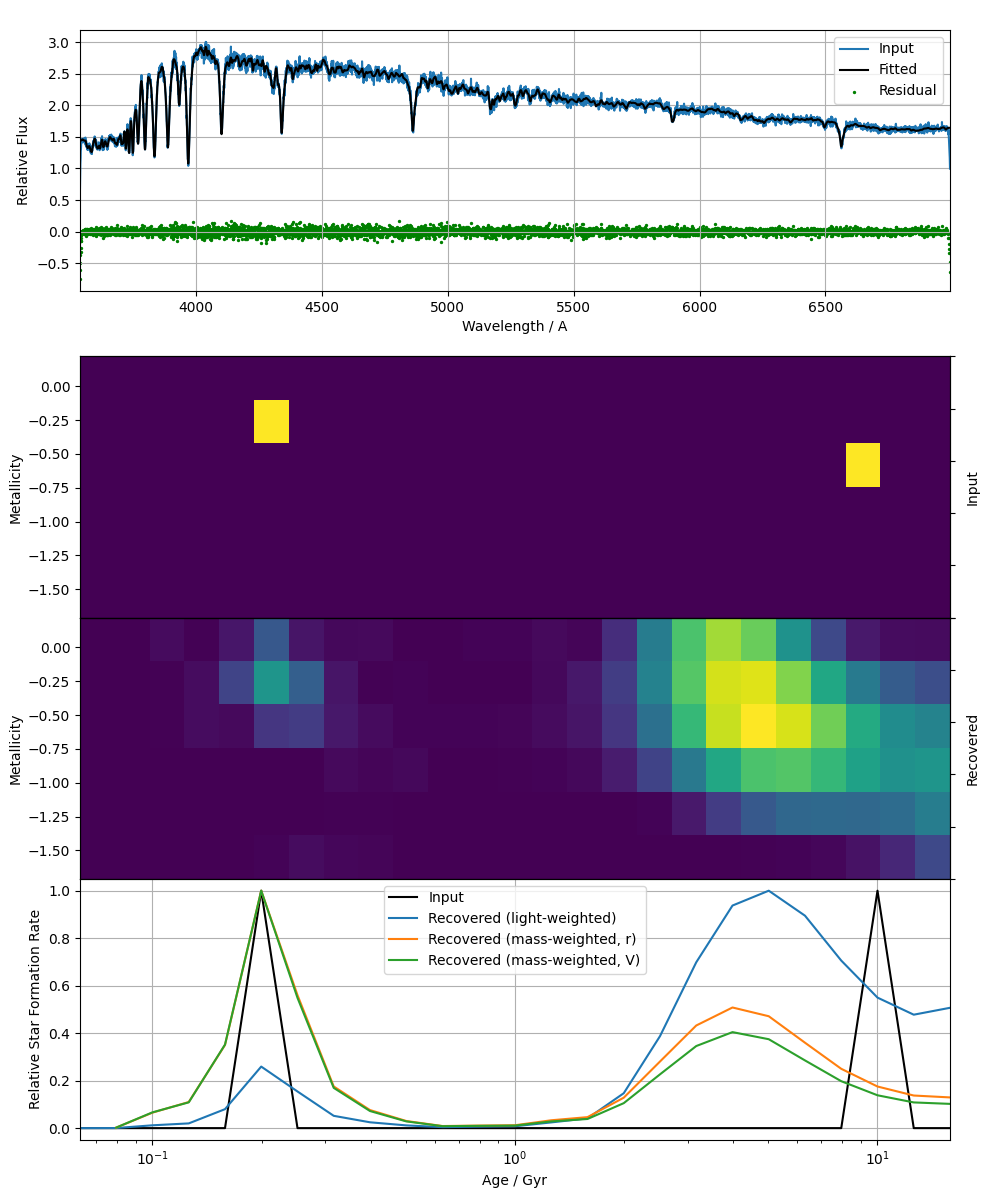 3.0
2.5
2.0
1.5
1.0
0.5
0.0
−0.5
Relative Flux
Input
Fitted
Residual
4000 4500 5000 5500 6000 6500
Wavelength / A
0.00
−0.25
−0.50
−0.75
−1.00
−1.25
−1.50
Metallicity
Input
0.00
−0.25
−0.50
−0.75
−1.00
−1.25
−1.50
Metallicity
Recovered
1.0
0.8
0.6
0.4
0.2
0.0
Relative Star Formation Rate
Input
Recovered (light-weighted)
Recovered (mass-weighted, r)
Recovered (mass-weighted, V)
10⁻¹ 10⁰ 10¹
Age / Gyr